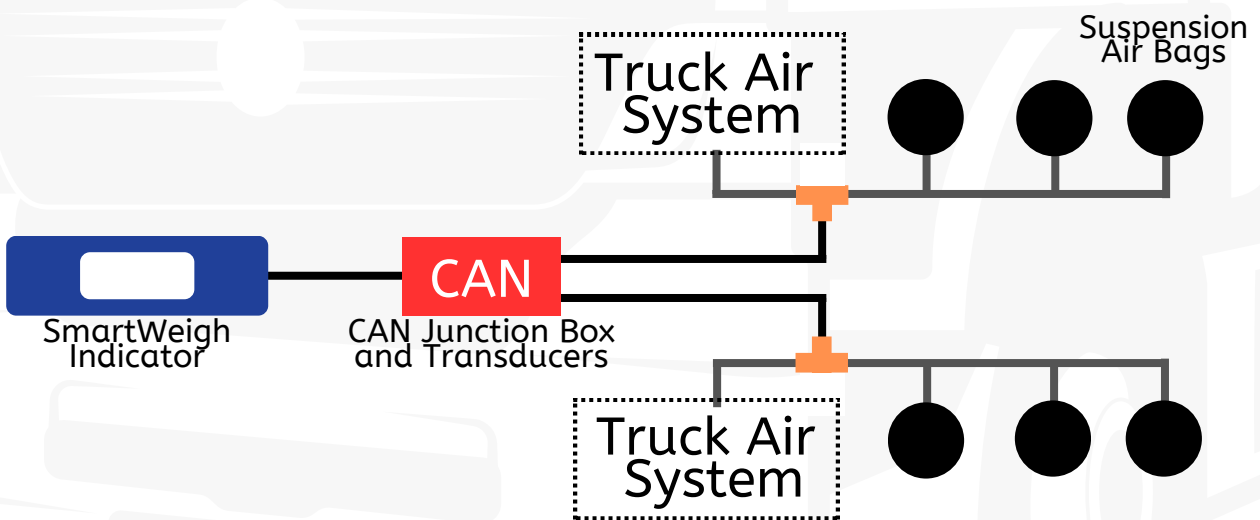 Suspension
Air Bags
Truck Air
System
CAN
SmartWeigh
Indicator
CAN Junction Box
and Transducers
Truck Air
System